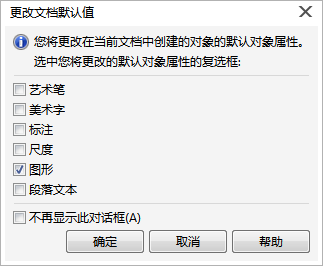 更改文档默认值
您将更改在当前文档中创建的对象的默认对象属性。
选中您将更改的默认对象属性的复选框:
艺术笔
美术字
标注
尺度
图形
段落文本
不再显示此对话框(A)
确定
取消
帮助